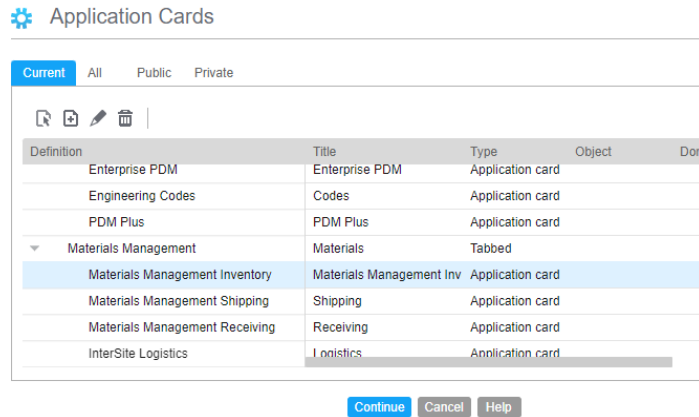 Application Cards
Current All Public Private
Definition Title Type Object Dor
Enterprise PDM Enterprise PDM Application card
Engineering Codes Codes Application card
PDM Plus PDM Plus Application card
Materials Management Materials Tabbed
Materials Management Inventory Materials Management Inv Application card
Materials Management Shipping Shipping Application card
Materials Management Receiving Receiving Application card
InterSite Logistics Logistics Application card
Continue Cancel Help